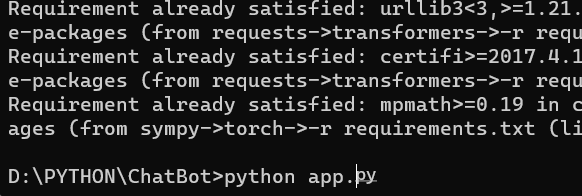 Requirement already satisfied: urllib3<3,>=1.21.
e-packages (from requests->transformers->-r requ
Requirement already satisfied: certifi>=2017.4.1
e-packages (from requests->transformers->-r requ
Requirement already satisfied: mpmath>=0.19 in c
ages (from sympy->torch->-r requirements.txt (li
D:\PYTHON\ChatBot>python app.py